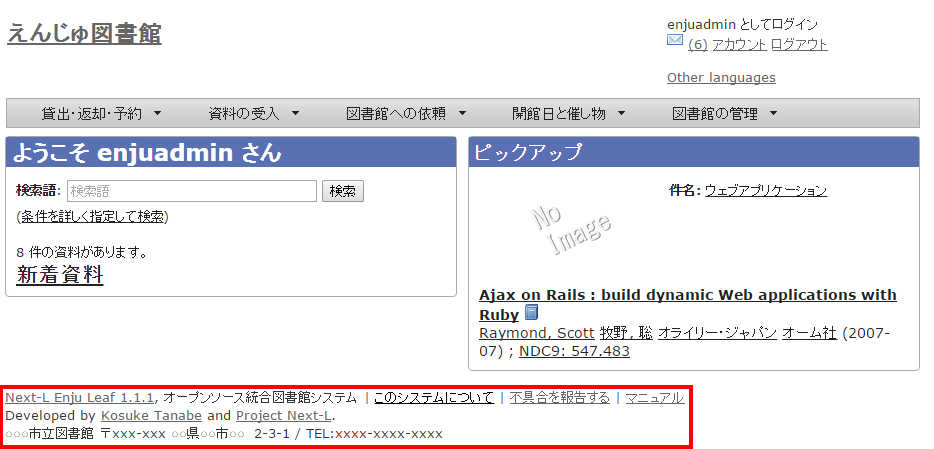 えんじゅ図書館
enjuadmin としてログイン
(6) アカウント ログアウト
Other languages
貸出・返却・予約 資料の受入 図書館への依頼 開館日と催し物 図書館の管理
ようこそ enjuadmin さん
検索語: 検索語 検索
(条件を詳しく指定して検索)
8 件の資料があります。
新着資料
ピックアップ
No
Image
件名: ウェブアプリケーション
Ajax on Rails : build dynamic Web applications with
Ruby
Raymond, Scott 牧野, 聡 オライリー・ジャパン オーム社 (2007-
07) ; NDC9: 547.483
Next-L Enju Leaf 1.1.1, オープンソース統合図書館システム | このシステムについて | 不具合を報告する | マニュアル
Developed by Kosuke Tanabe and Project Next-L.
○○○市立図書館 〒xxx-xxx ○○県○○市○○ 2-3-1 / TEL:xxxx-xxxx-xxxx